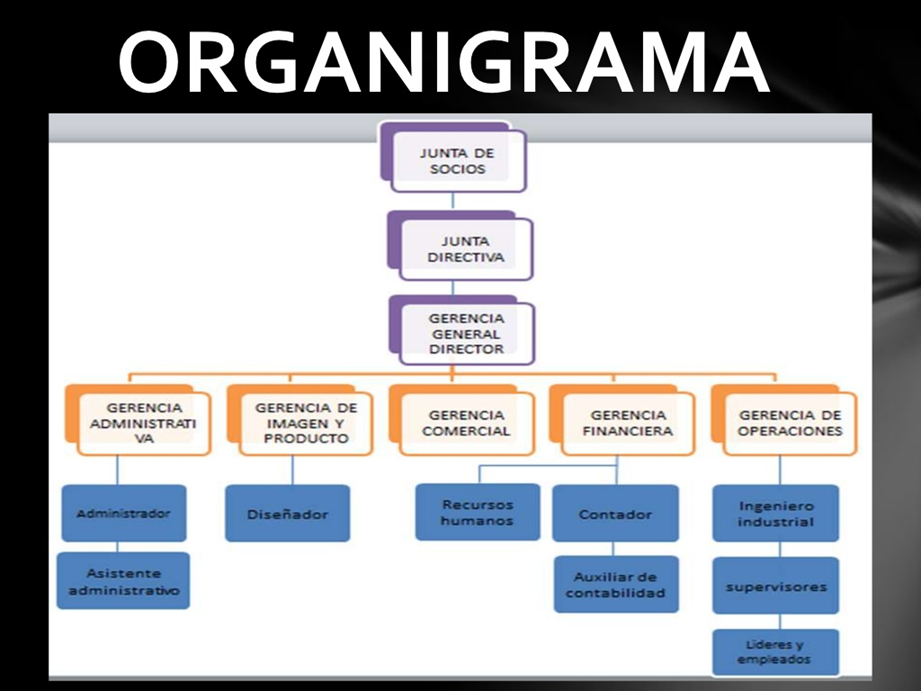 ORGANIGRAMA
JUNTA DE
SOCIOS
JUNTA
DIRECTIVA
GERENCIA
GENERAL
DIRECTOR
GERENCIA
ADMINISTRATI
VA
GERENCIA DE
IMAGEN Y
PRODUCTO
GERENCIA
COMERCIAL
GERENCIA
FINANCIERA
GERENCIA DE
OPERACIONES
Administrador
Diseñador
Recursos
humanos
Contador
Ingeniero
industrial
Asistente
administrativo
Auxiliar de
contabilidad
supervisores
Lideres y
empleados